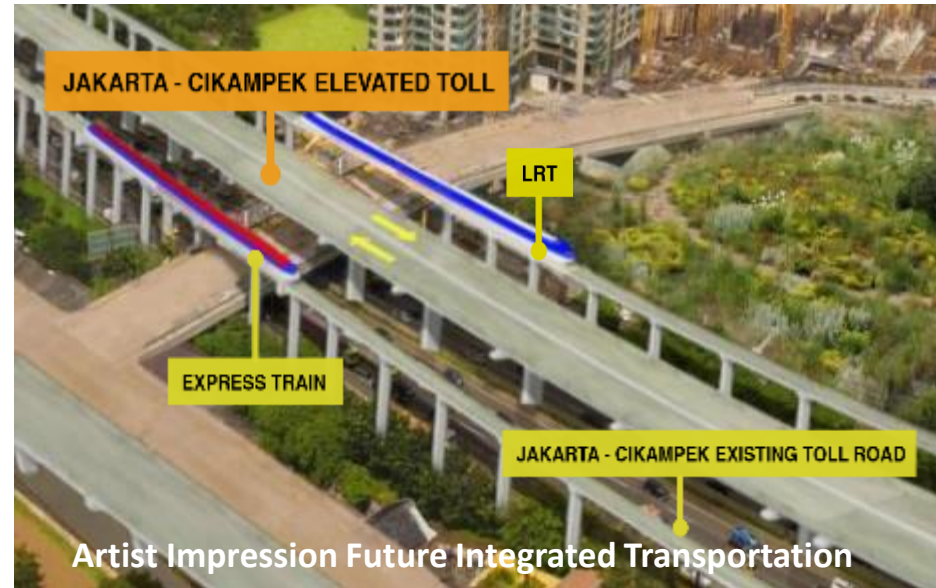 JAKARTA - CIKAMPEK ELEVATED TOLL
LRT
EXPRESS TRAIN
JAKARTA - CIKAMPEK EXISTING TOLL ROAD
Artist Impression Future Integrated Transportation